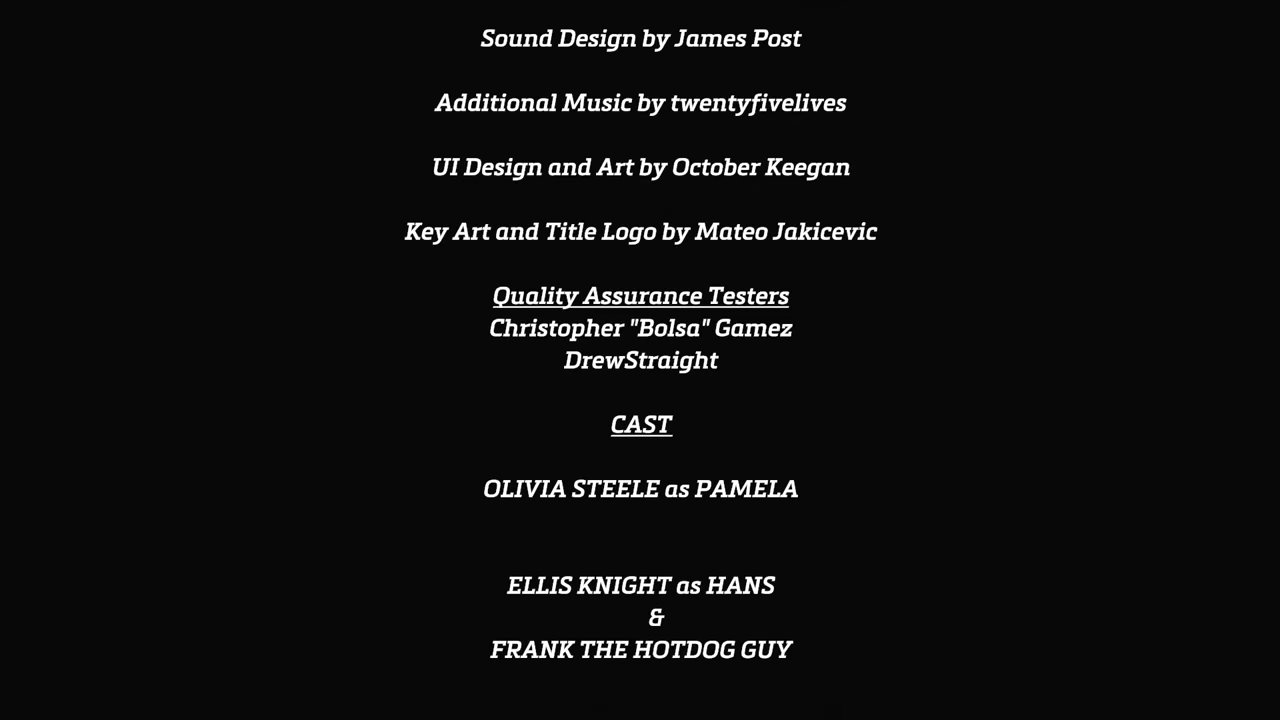 Sound Design by James Post
Additional Music by twentyfivelives
UI Design and Art by October Keegan
Key Art and Title Logo by Mateo Jakicevic
Quality Assurance Testers
Christopher "Bolsa" Gamez
DrewStraight
CAST
OLIVIA STEELE as PAMELA
ELLIS KNIGHT as HANS
&
FRANK THE HOTDOG GUY